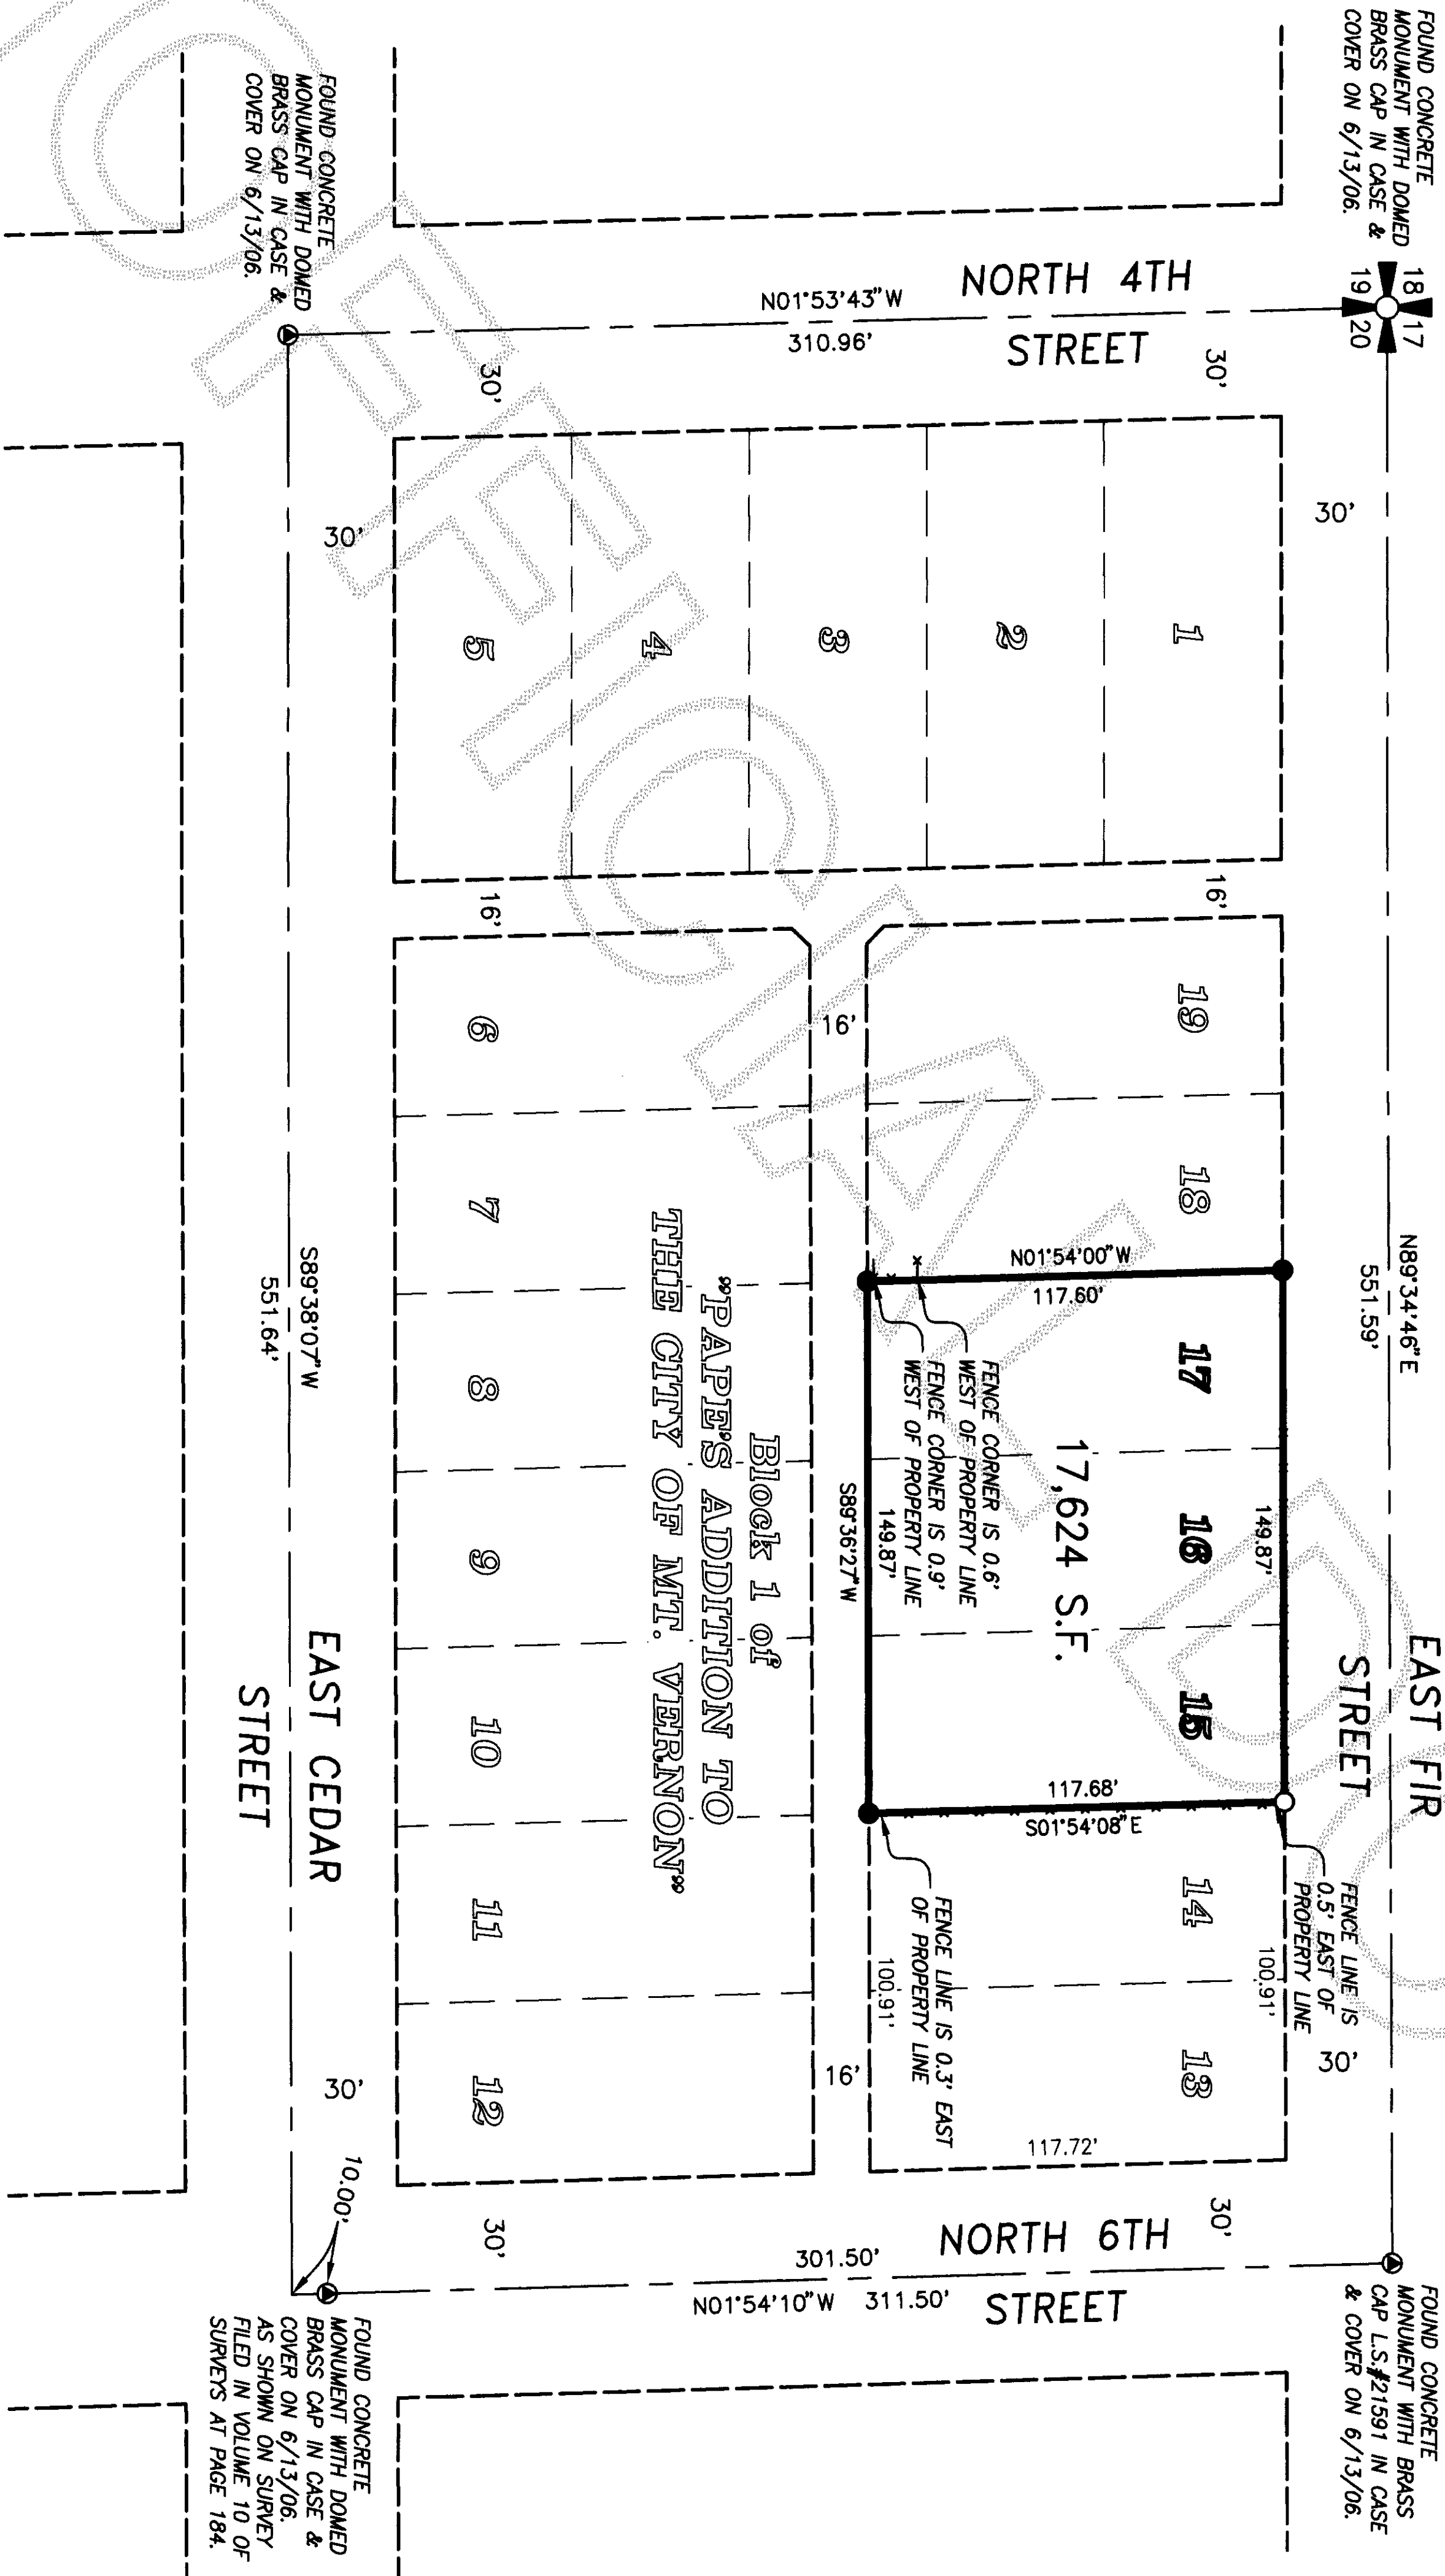 FOUND CONCRETE
MONUMENT WITH DOMED
BRASS CAP IN CASE &
COVER ON 6/13/06.
18 17
19 20
N89°34'46"E
551.59'
EAST FIR
STREET
FOUND CONCRETE
MONUMENT WITH BRASS
CAP L.S.#21591 IN CASE
& COVER ON 6/13/06.
30'
30'
FENCE LINE IS
0.5' EAST OF
PROPERTY LINE
NORTH 4TH
STREET
N01°53'43"W
310.96'
30'
30'
1
2
3
4
5
16'
16'
19
18
17
16
15
14
13
149.87'
100.91'
N01°54'00"W
117.60'
17,624 S.F.
117.68'
S01°54'08"E
117.72'
FENCE CORNER IS 0.6'
WEST OF PROPERTY LINE
FENCE CORNER IS 0.9'
WEST OF PROPERTY LINE
149.87'
S89°36'27"W
FENCE LINE IS 0.3' EAST
OF PROPERTY LINE
100.91'
16'
16'
Block 1 of
"PAPE'S ADDITION TO
THE CITY OF MT. VERNON"
6
7
8
9
10
11
12
NORTH 6TH
STREET
301.50'
N01°54'10"W 311.50'
30'
30'
30'
30'
10.00'
FOUND CONCRETE
MONUMENT WITH DOMED
BRASS CAP IN CASE &
COVER ON 6/13/06.
S89°38'07"W
551.64'
EAST CEDAR
STREET
FOUND CONCRETE
MONUMENT WITH DOMED
BRASS CAP IN CASE &
COVER ON 6/13/06.
AS SHOWN ON SURVEY
FILED IN VOLUME 10 OF
SURVEYS AT PAGE 184.